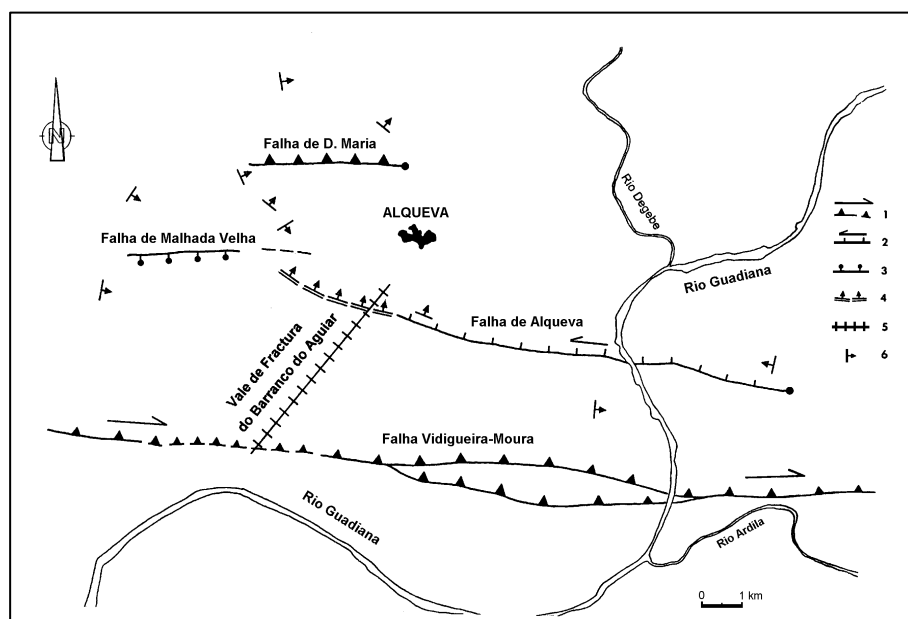 N
Falha de D. Maria
ALQUEVA
Falha de Malhada Velha
Rio Degebe
Rio Guadiana
1
2
3
4
5
6
Falha de Alqueva
Vale de Fractura
do Barranco do Aguiar
Falha Vidigueira-Moura
Rio Guadiana
Rio Ardila
0 1 km